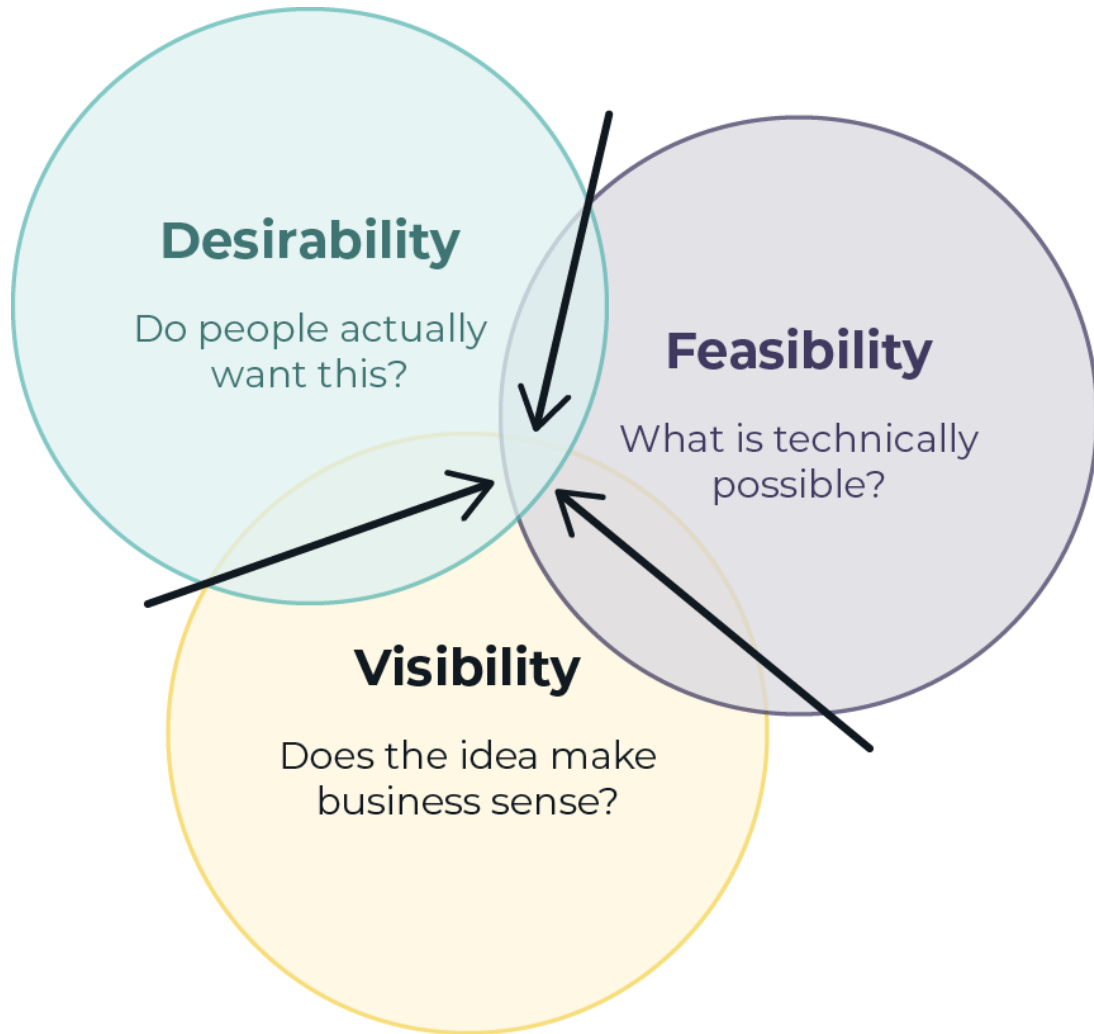 Desirability
Do people actually
want this?
Feasibility
What is technically
possible?
Visibility
Does the idea make
business sense?